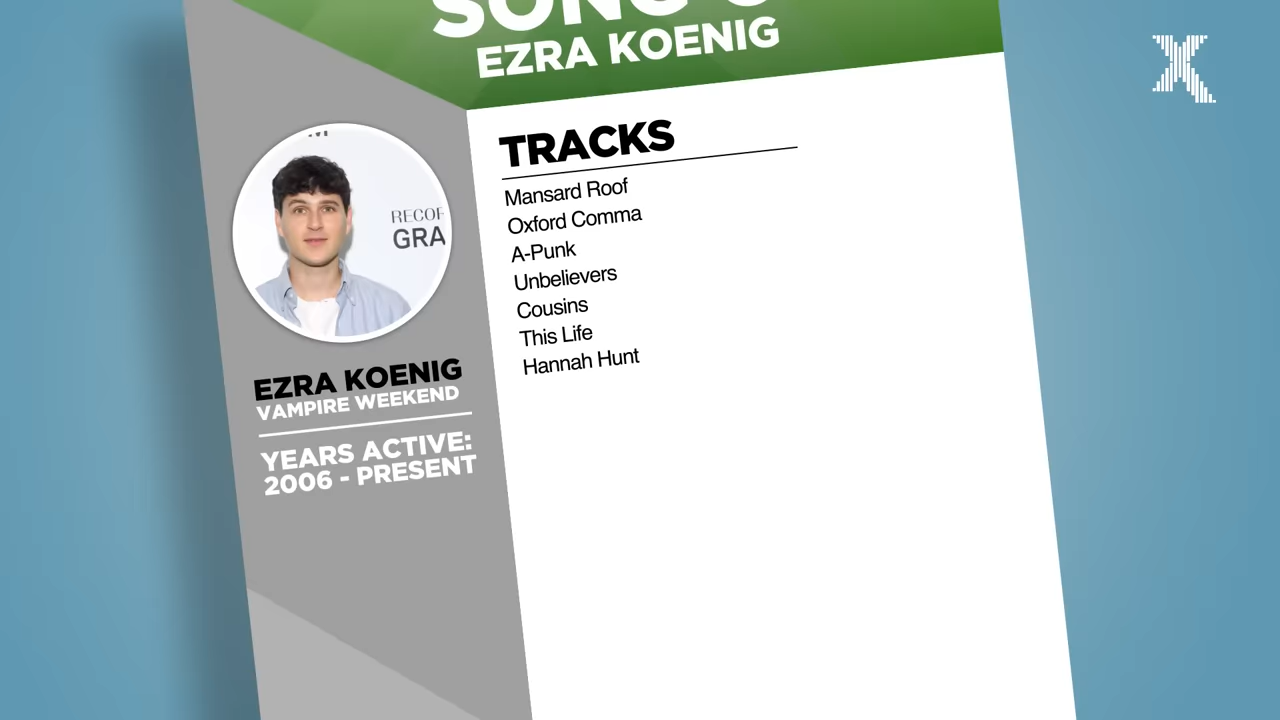 EZRA KOENIG
TRACKS
Mansard Roof
Oxford Comma
A-Punk
Unbelievers
Cousins
This Life
Hannah Hunt
GRA
EZRA KOENIG
VAMPIRE WEEKEND
YEARS ACTIVE:
2006 - PRESENT